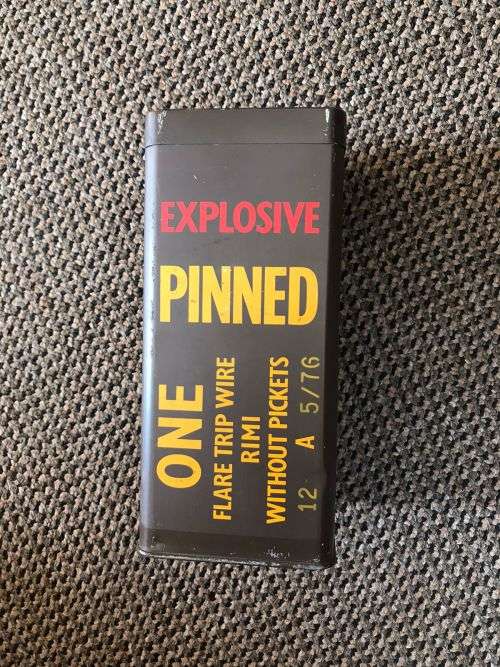 EXPLOSIVE
PINNED
ONE
FLARE TRIP WIRE
RIMI
WITHOUT PICKETS
12 A 5/76